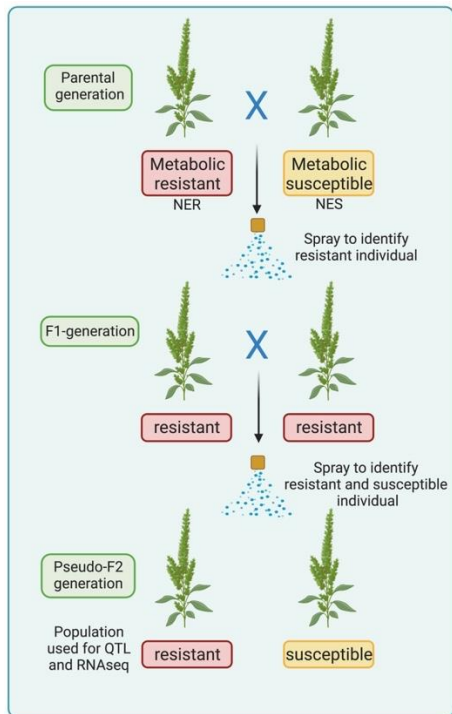 Parental
generation
X
Metabolic
resistant
NER
Metabolic
susceptible
NES
Spray to identify
resistant individual
F1-generation
X
resistant
resistant
Spray to identify
resistant and susceptible
individual
Pseudo-F2
generation
Population
used for QTL
and RNAseq
resistant
susceptible